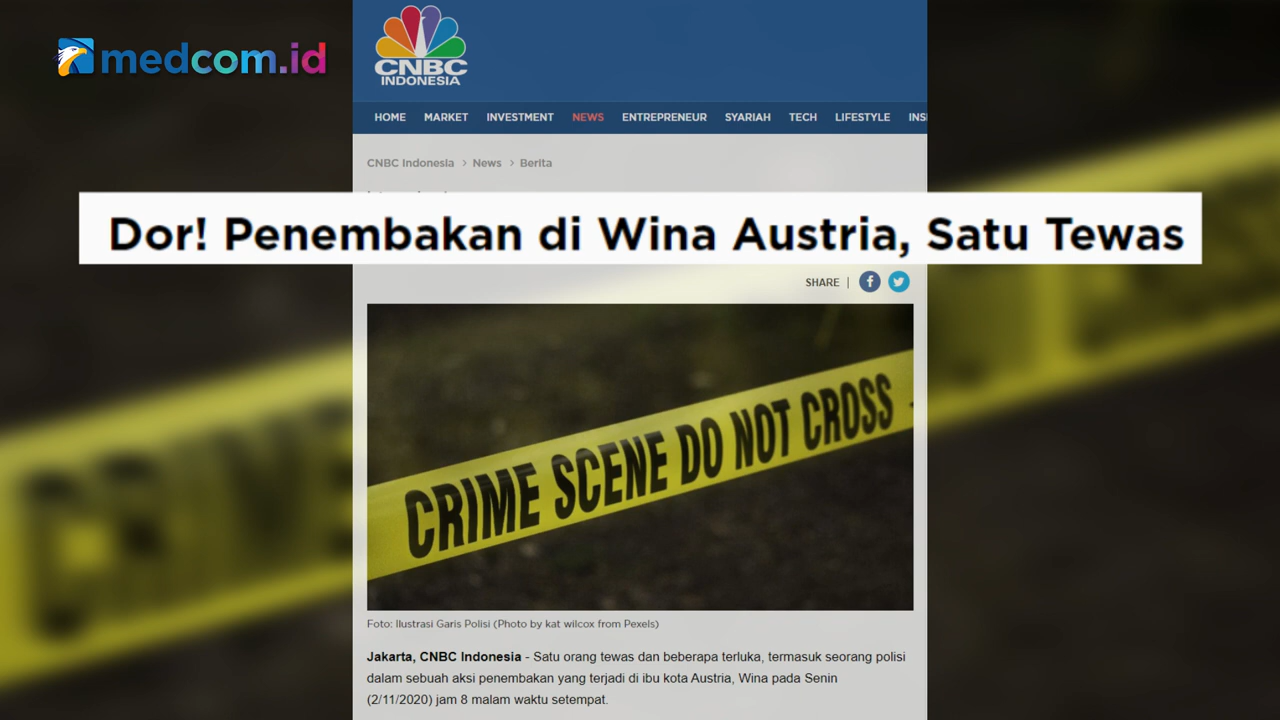 medcom.id
CNBC
INDONESIA
HOME MARKET INVESTMENT NEWS ENTREPRENEUR SYARIAH TECH LIFESTYLE
CNBC Indonesia > News > Berita
Dor! Penembakan di Wina Austria, Satu Tewas
SHARE |
CRIME SCENE DO NOT CROSS
Foto: Ilustrasi Garis Polisi (Photo by kat wilcox from Pexels)
Jakarta, CNBC Indonesia - Satu orang tewas dan beberapa terluka, termasuk seorang polisi
dalam sebuah aksi penembakan yang terjadi di ibu kota Austria, Wina pada Senin
(2/11/2020) jam 8 malam waktu setempat.